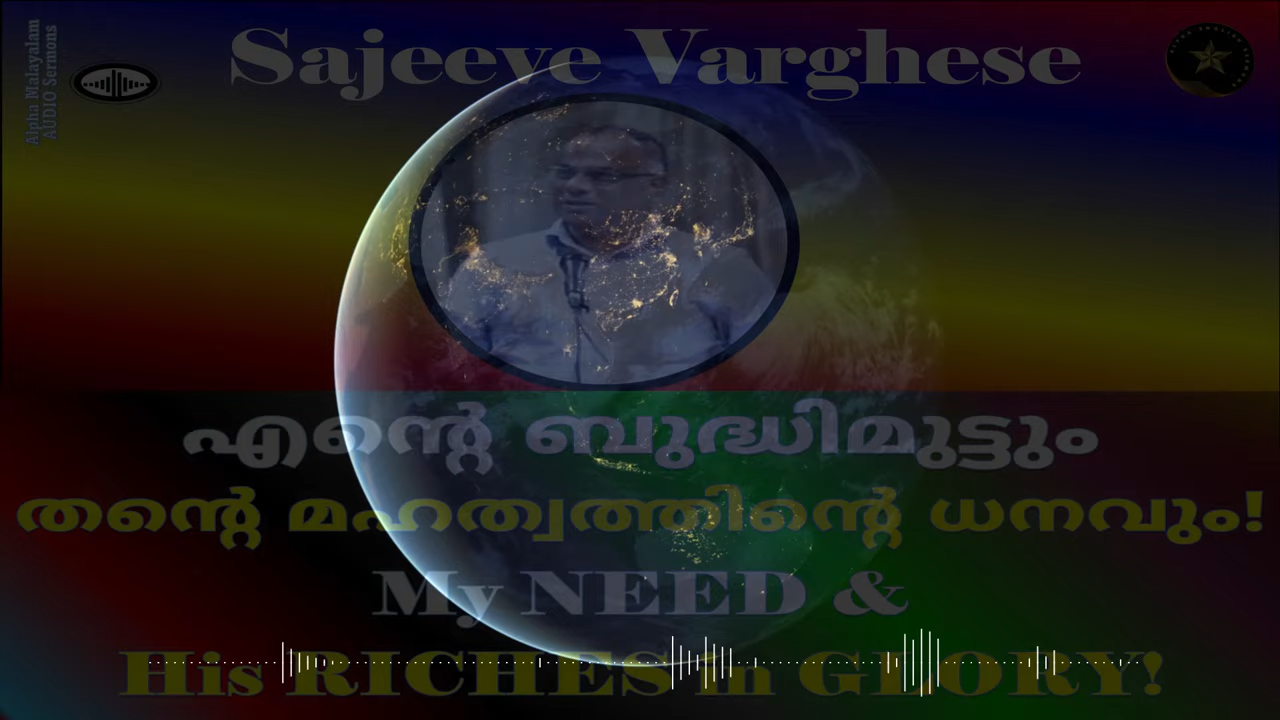 Alpha Malayalam
AUDIO Sermons
Sajeeve Varghese
എന്റെ ബുദ്ധിമുട്ടും
തന്റെ മഹത്വത്തിന്റെ ധനവും!
My NEED &
His RICHES in GLORY!